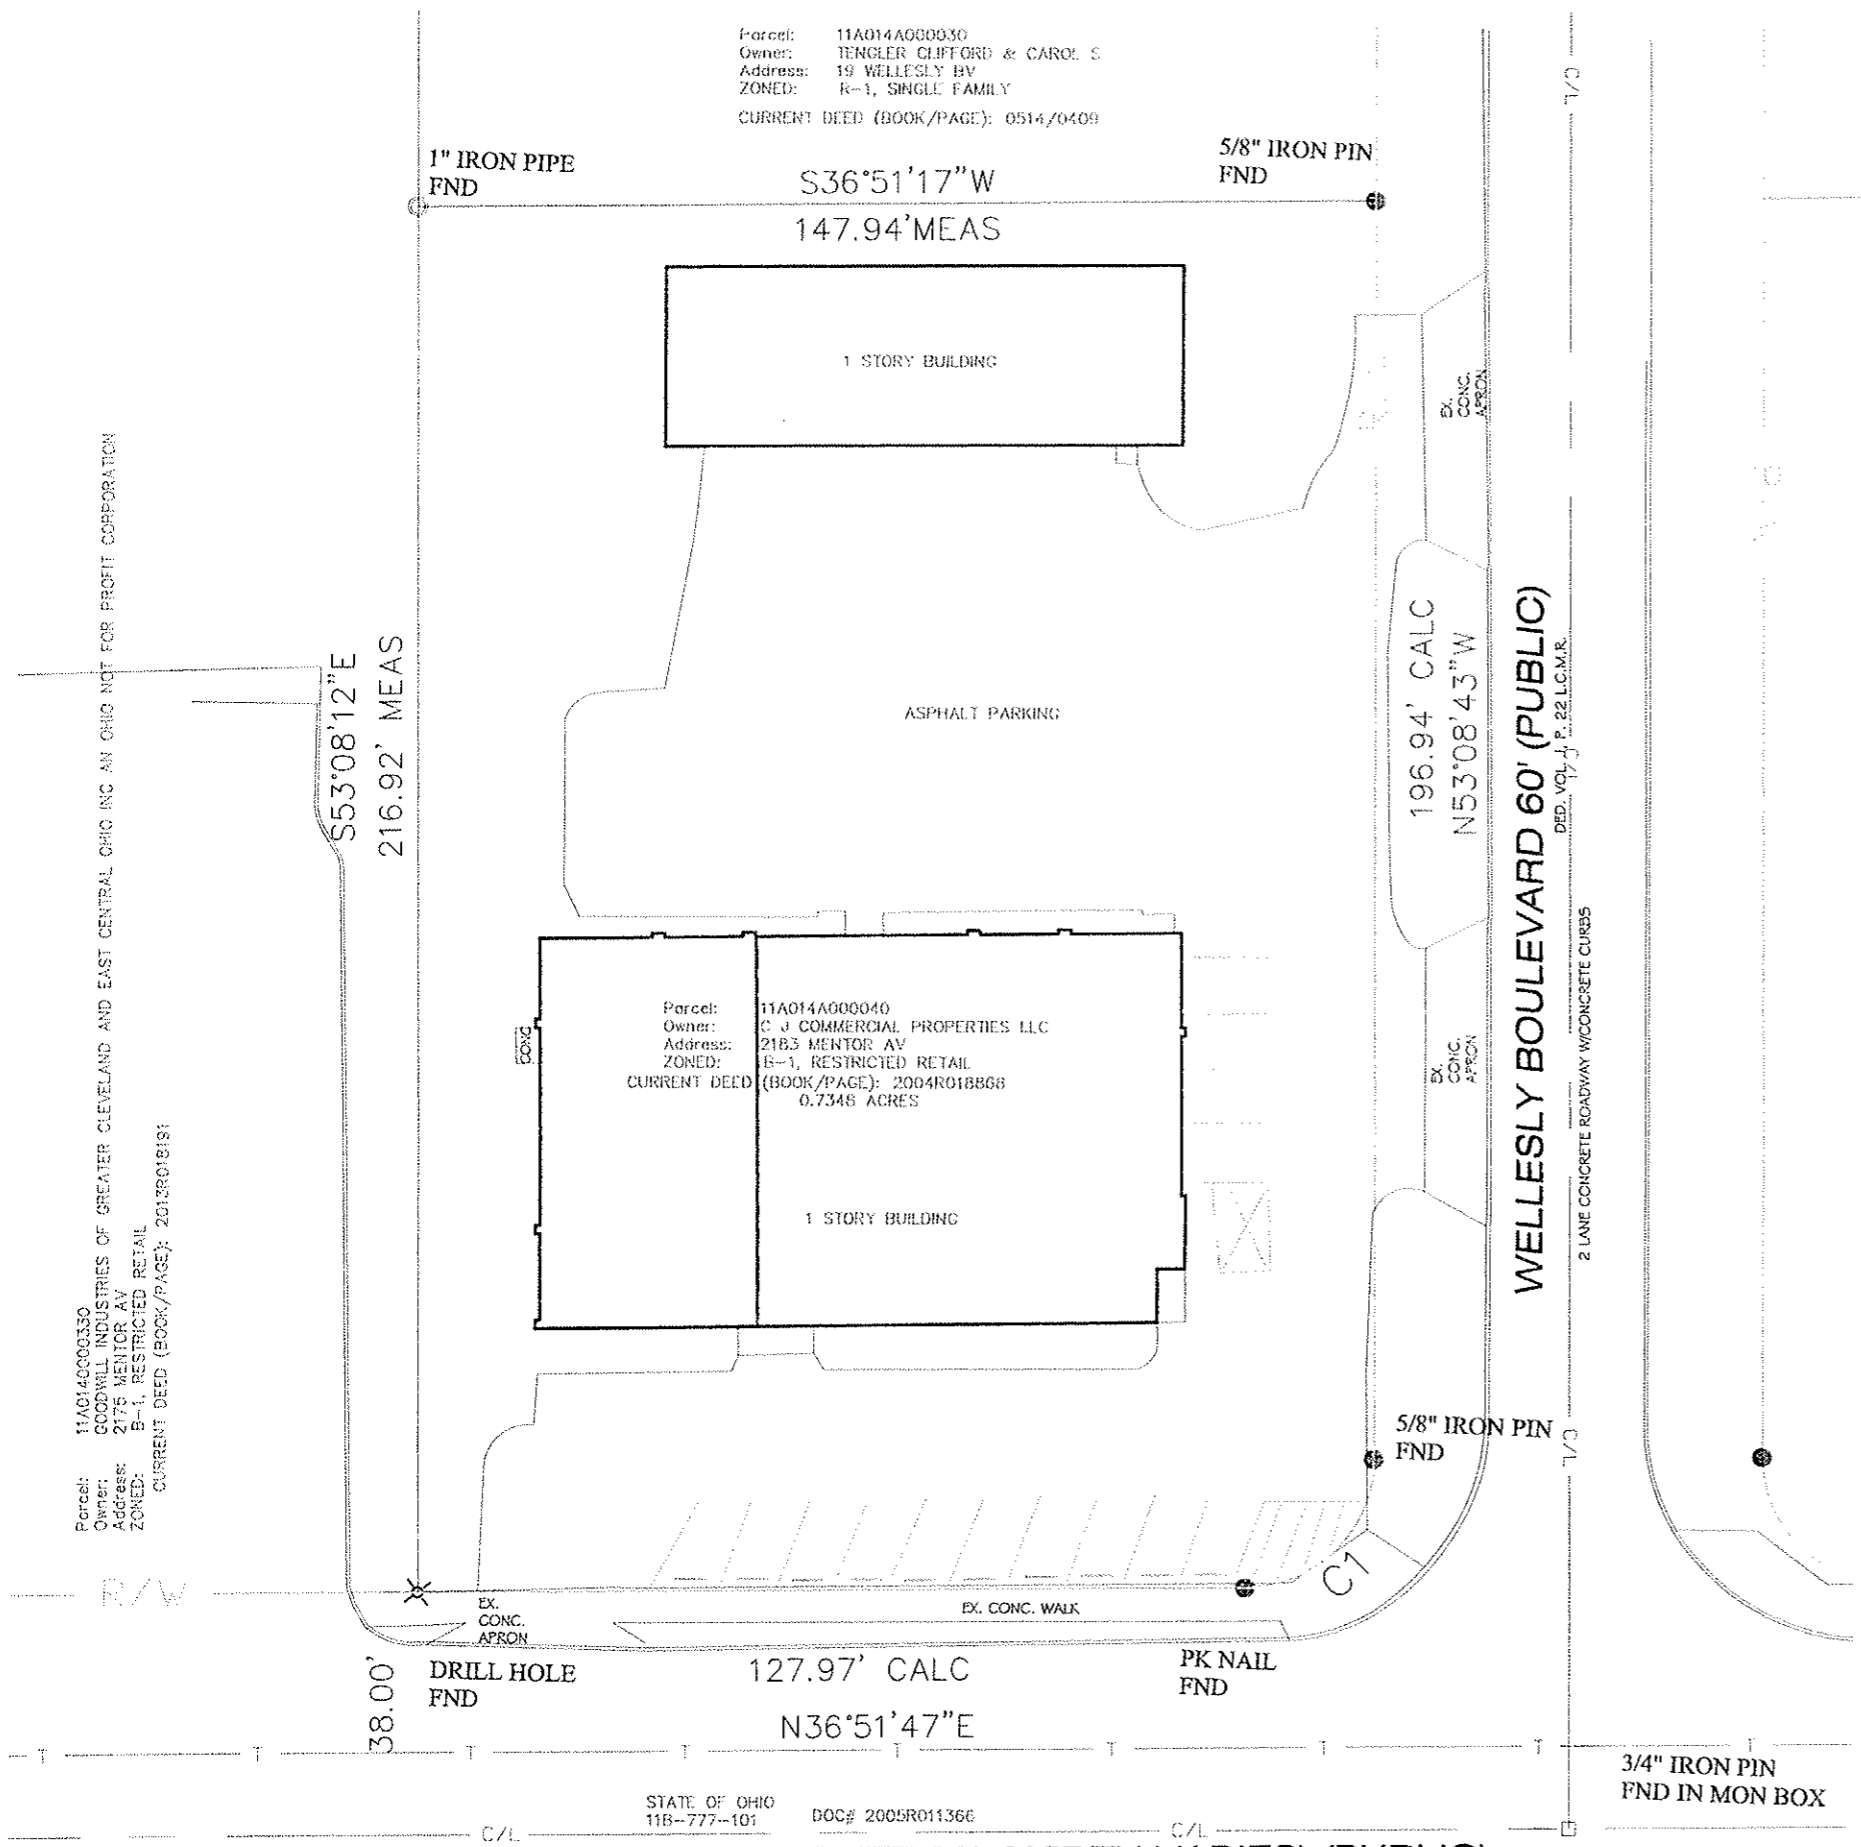 Parcel: 11A014A000030
Owner: TENGLER CLIFFORD & CAROL S
Address: 19 WELLESLY BV
ZONED: R-1, SINGLE FAMILY
CURRENT DEED (BOOK/PAGE): 0514/0409
C/L
1" IRON PIPE
FND
S36°51'17"W
147.94'MEAS
5/8" IRON PIN
FND
1 STORY BUILDING
EX.
CONC.
APRON
S53°08'12"E
216.92' MEAS
ASPHALT PARKING
196.94' CALC
N53°08'43"W
WELLESLY BOULEVARD 60' (PUBLIC)
DED. VOL. J, P. 22 L.C.M.R.
2 LANE CONCRETE ROADWAY W/CONCRETE CURBS
CONC
Parcel: 11A014A000040
Owner: C J COMMERCIAL PROPERTIES LLC
Address: 2183 MENTOR AV
ZONED: B-1, RESTRICTED RETAIL
CURRENT DEED (BOOK/PAGE): 2004R018868
0.7348 ACRES
EX.
CONC.
APRON
1 STORY BUILDING
Parcel: 11A0140000330
Owner: GOODWILL INDUSTRIES OF GREATER CLEVELAND AND EAST CENTRAL OHIO INC AN OHIO NOT FOR PROFIT CORPORATION
Address: 2175 MENTOR AV
ZONED: B-1, RESTRICTED RETAIL
CURRENT DEED (BOOK/PAGE): 2013R018191
5/8" IRON PIN
FND
C/L
R/W
C1
EX.
CONC.
APRON
EX. CONC. WALK
38.00'
DRILL HOLE
FND
127.97' CALC
PK NAIL
FND
N36°51'47"E
T T T T T T T T T
3/4" IRON PIN
FND IN MON BOX
STATE OF OHIO
11B-777-101
DOC# 2005R011366
C/L C/L